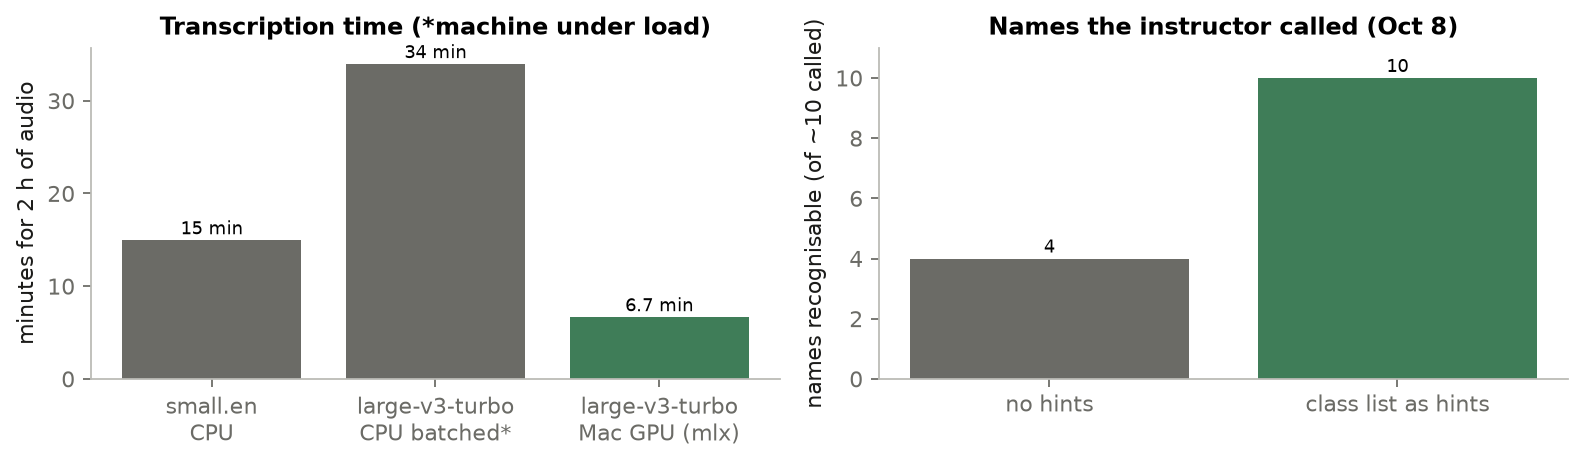 Transcription time (*machine under load)
minutes for 2 h of audio
30
20
10
0
15 min
34 min
6.7 min
small.en
CPU
large-v3-turbo
CPU batched*
large-v3-turbo
Mac GPU (mlx)
Names the instructor called (Oct 8)
names recognisable (of ~10 called)
10
8
6
4
2
0
4
10
no hints
class list as hints